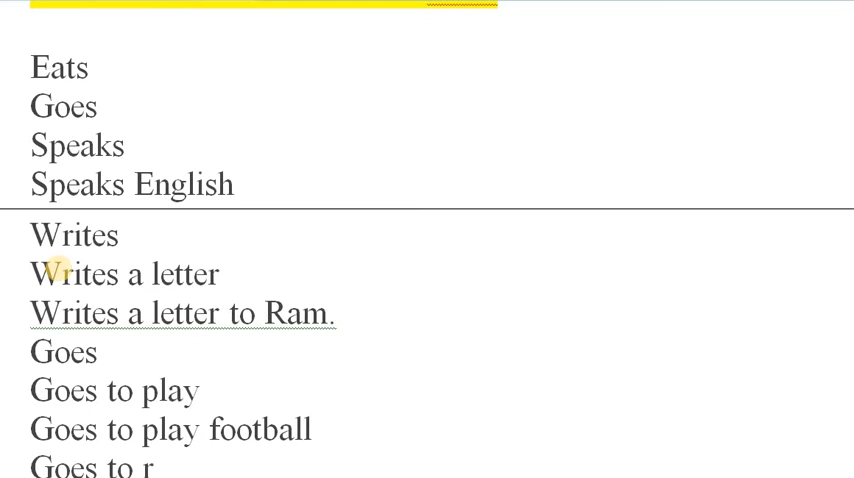 Eats
Goes
Speaks
Speaks English
Writes
Writes a letter
Writes a letter to Ram.
Goes
Goes to play
Goes to play football
Goes to r